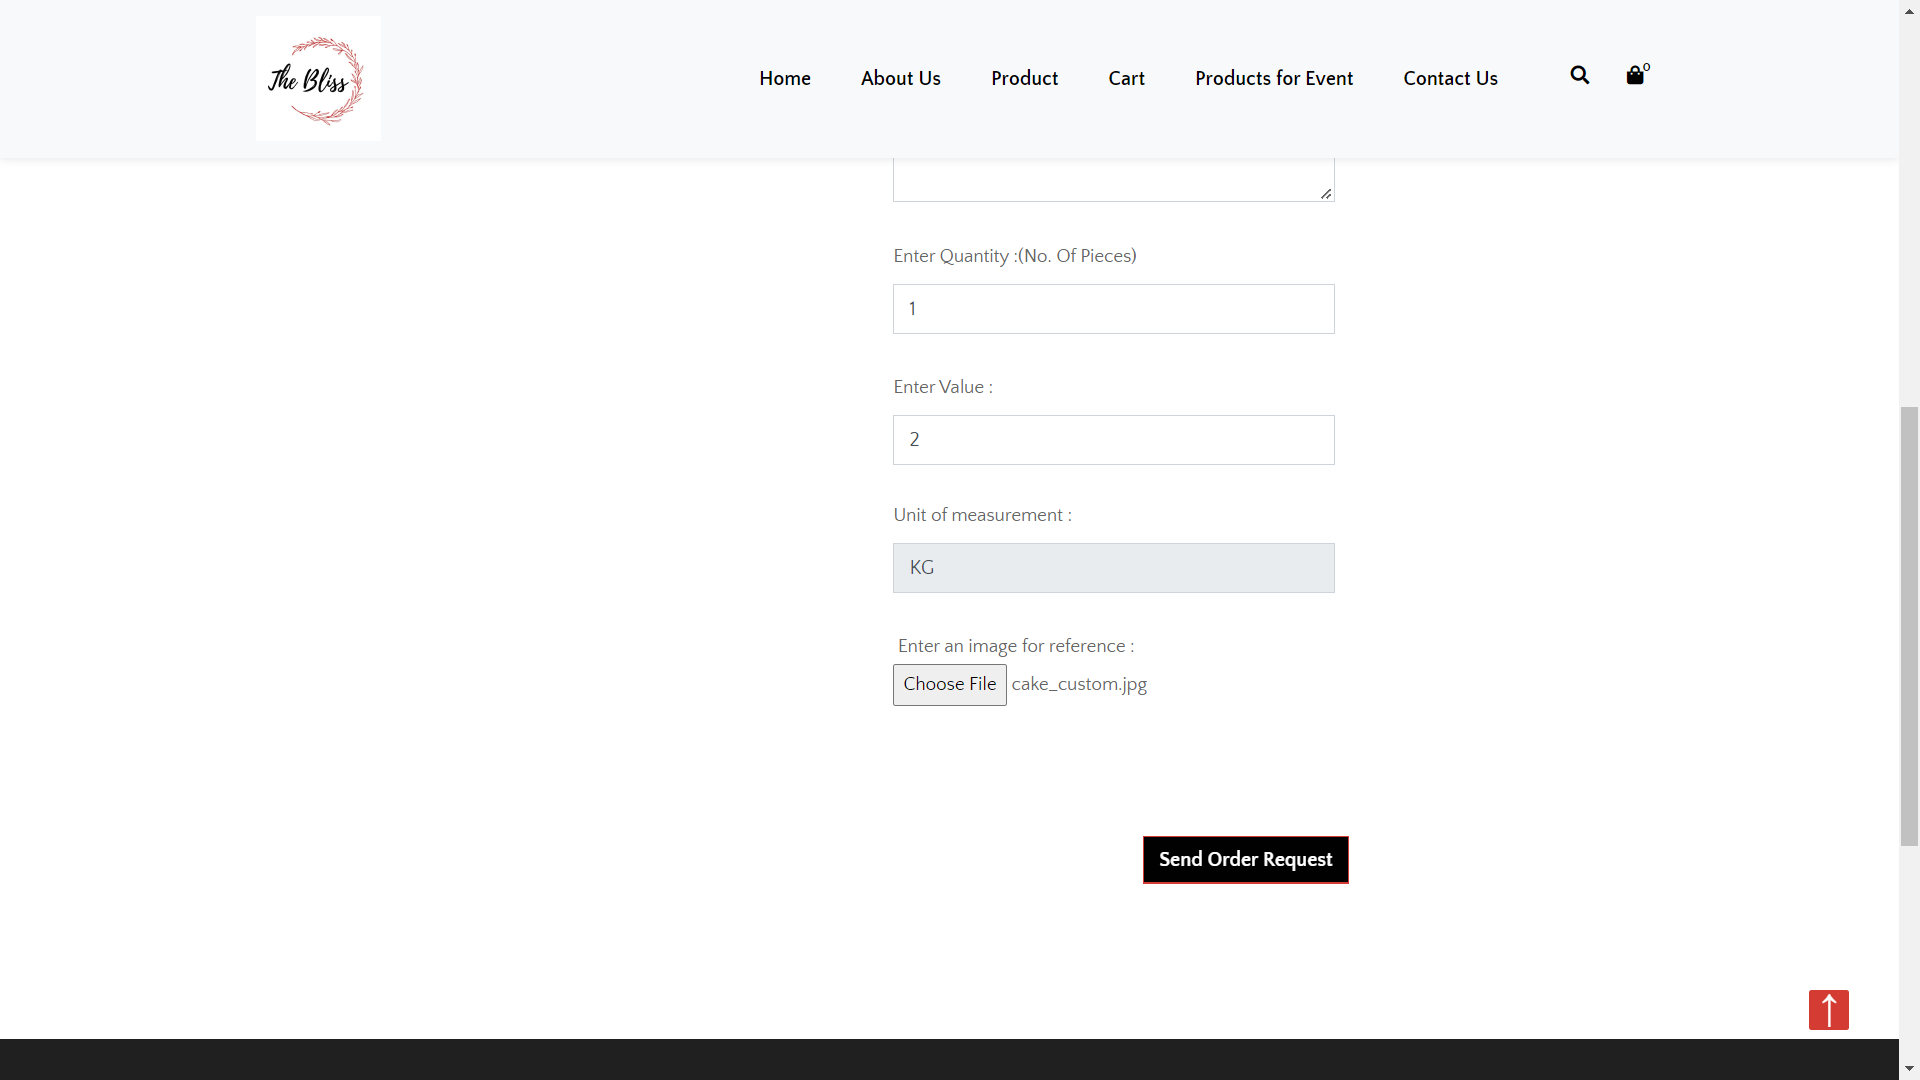 The Bliss
Home About Us Product Cart Products for Event Contact Us 0
Enter Quantity :(No. Of Pieces)
1
Enter Value :
2
Unit of measurement :
KG
Enter an image for reference :
Choose File cake_custom.jpg
Send Order Request